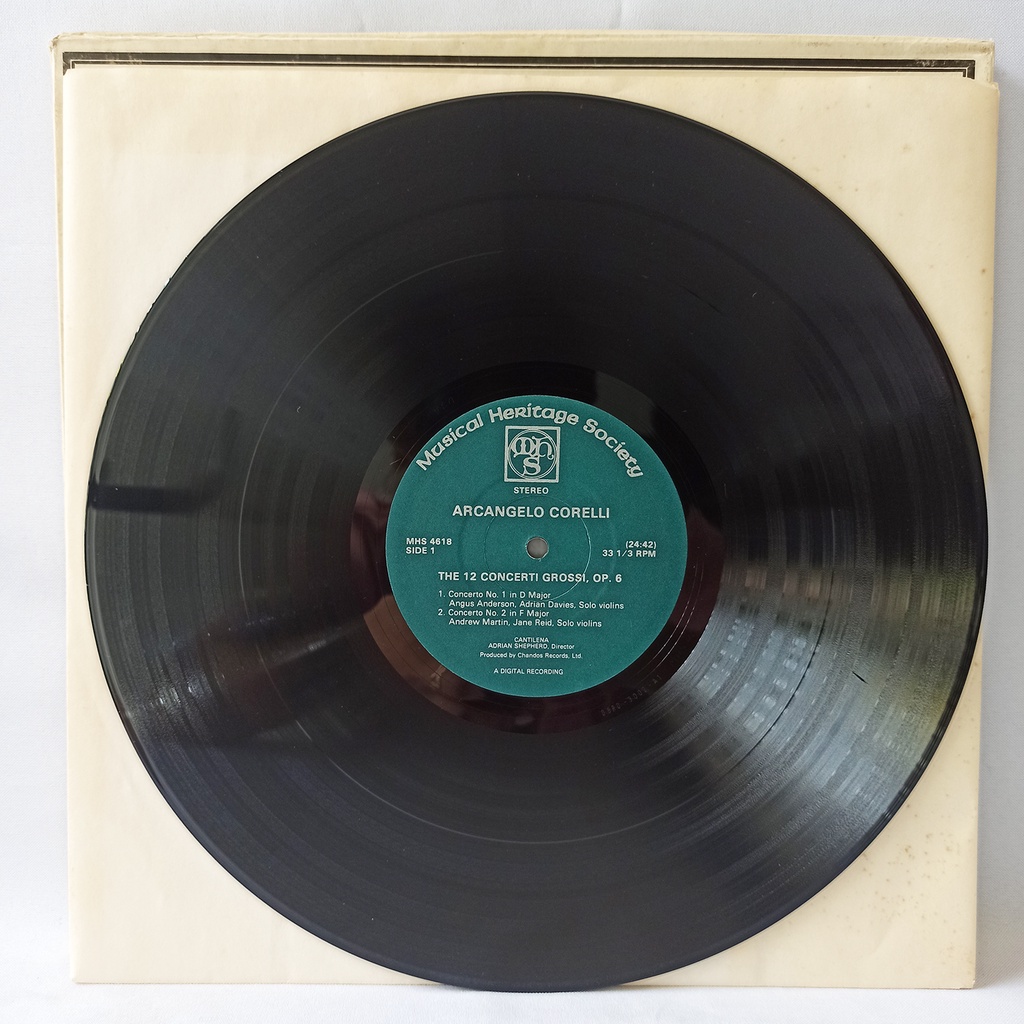 Musical Heritage Society
mhs
STEREO
ARCANGELO CORELLI
MHS 4618
SIDE 1
(24:42)
33 1/3 RPM
THE 12 CONCERTI GROSSI, OP. 6
1. Concerto No. 1 in D Major
Angus Anderson, Adrian Davies, Solo violins
2. Concerto No. 2 in F Major
Andrew Martin, Jane Reid, Solo violins
CANTILENA
ADRIAN SHEPHERD, Director
Produced by Chandos Records, Ltd.
A DIGITAL RECORDING